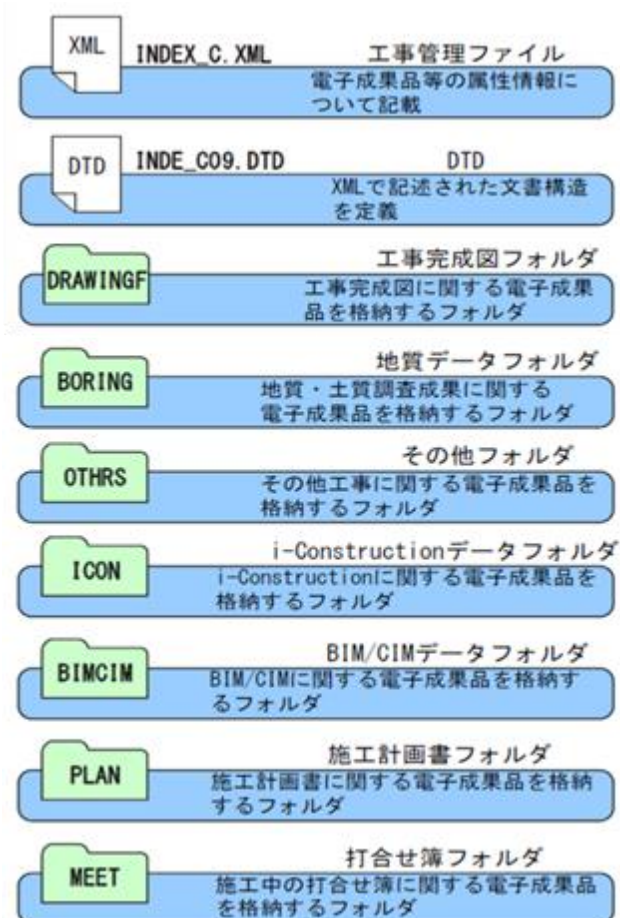 XML
INDEX_C.XML 工事管理ファイル
電子成果品等の属性情報に
ついて記載
DTD
INDE_C09.DTD DTD
XMLで記述された文書構造
を定義
工事完成図フォルダ
DRAWINGF
工事完成図に関する電子成果
品を格納するフォルダ
地質データフォルダ
BORING
地質・土質調査成果に関する
電子成果品を格納するフォルダ
その他フォルダ
OTHRS
その他工事に関する電子成果品を
格納するフォルダ
i-Constructionデータフォルダ
ICON
i-Constructionに関する電子成果品を
格納するフォルダ
BIM/CIMデータフォルダ
BIMCIM
BIM/CIMに関する電子成果品を格納す
るフォルダ
施工計画書フォルダ
PLAN
施工計画書に関する電子成果品を格納
するフォルダ
打合せ簿フォルダ
MEET
施工中の打合せ簿に関する電子成果品
を格納するフォルダ